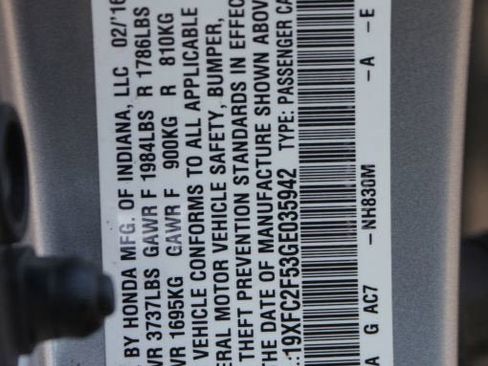 BY HONDA MFG. OF INDIANA, LLC 02/'16
VWR 3737LBS GAWR F 1984LBS R 1786LBS
VWR 1695KG GAWR F 900KG R 810KG
VEHICLE CONFORMS TO ALL APPLICABLE
ERAL MOTOR VEHICLE SAFETY, BUMPER,
THEFT PREVENTION STANDARDS IN EFFEC
THE DATE OF MANUFACTURE SHOWN ABOV
:19XFC2F53GE035942 TYPE: PASSENGER CA
A G AC7 -NH830M -A -E